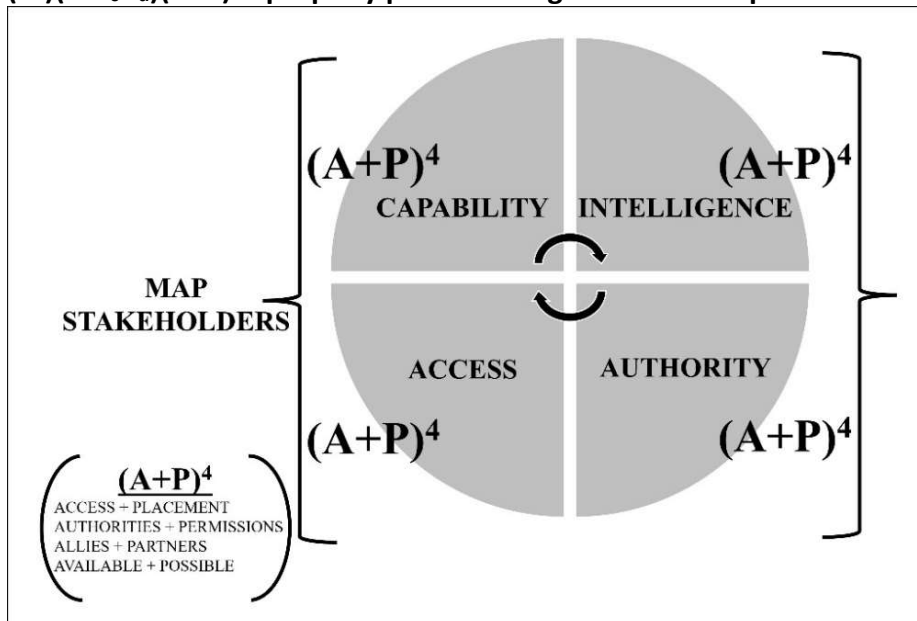 (A+P)⁴
(A+P)⁴
CAPABILITY
INTELLIGENCE
MAP
STAKEHOLDERS
ACCESS
AUTHORITY
(A+P)⁴
(A+P)⁴
(A+P)⁴
ACCESS + PLACEMENT
AUTHORITIES + PERMISSIONS
ALLIES + PARTNERS
AVAILABLE + POSSIBLE